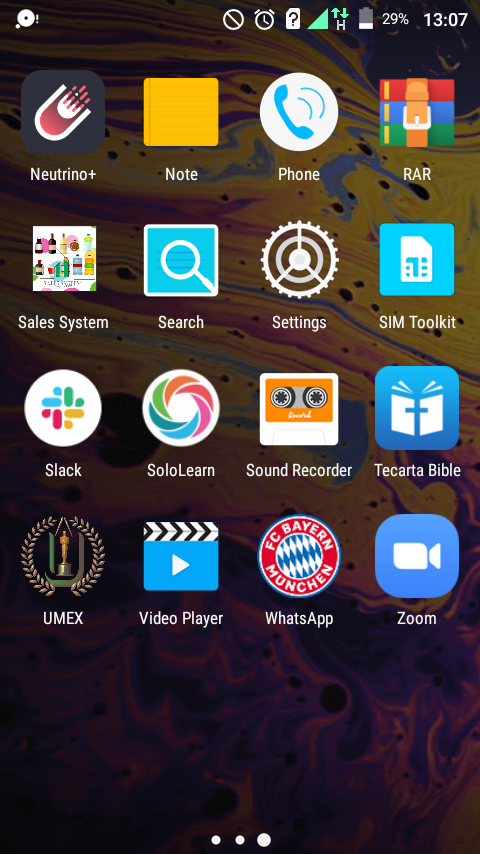 29% 13:07
H
Neutrino+ Note Phone RAR
Sales System Search Settings SIM Toolkit
Record
Slack SoloLearn Sound Recorder Tecarta Bible
FC BAYERN
MÜNCHEN
UMEX Video Player WhatsApp Zoom